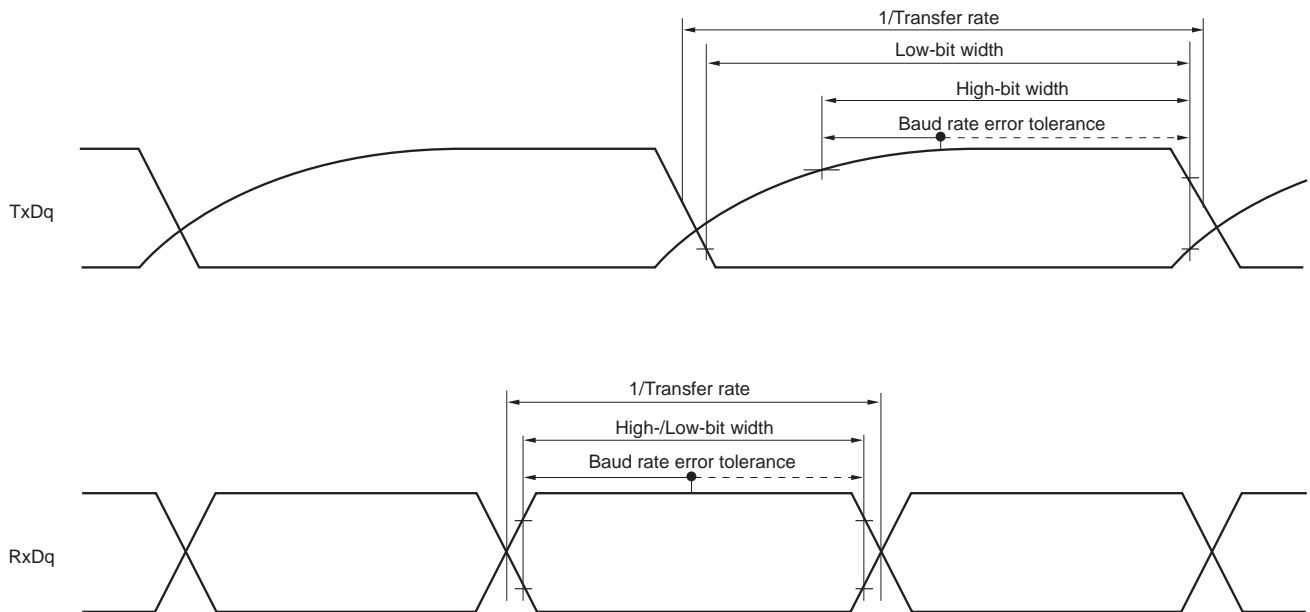 1/Transfer rate
Low-bit width
High-bit width
Baud rate error tolerance
TxDq
1/Transfer rate
High-/Low-bit width
Baud rate error tolerance
RxDq